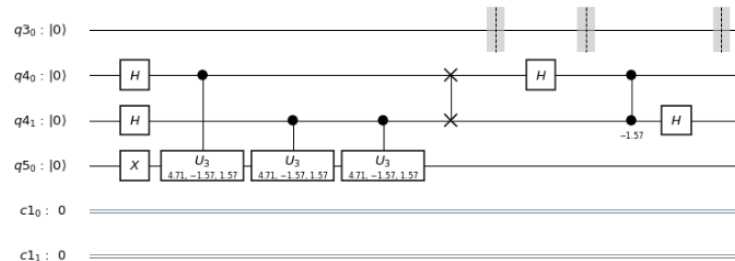 q3₀ : |0⟩
q4₀ : |0⟩ H H
q4₁ : |0⟩ H −1.57 H
q5₀ : |0⟩ X U₃ U₃ U₃
4.71, −1.57, 1.57 4.71, −1.57, 1.57 4.71, −1.57, 1.57
c1₀ : 0
c1₁ : 0